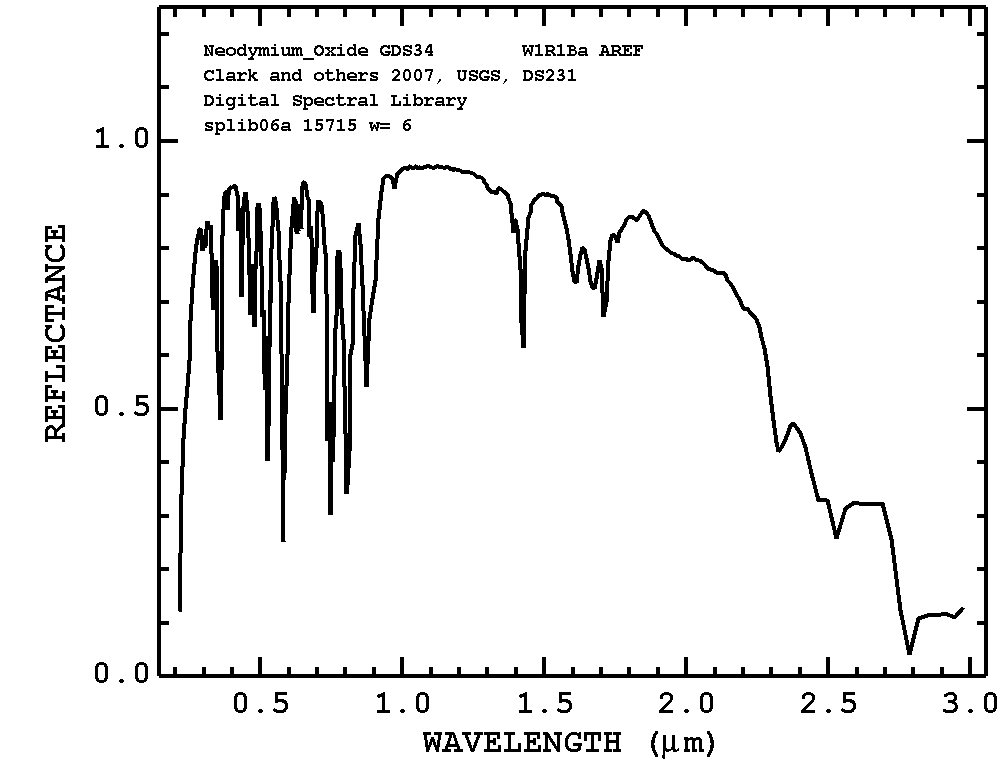 Neodymium_Oxide GDS34 W1R1Ba AREF
Clark and others 2007, USGS, DS231
Digital Spectral Library
splib06a 15715 w= 6
1.0
0.5
0.0
REFLECTANCE
0.5 1.0 1.5 2.0 2.5 3.0
WAVELENGTH (μm)